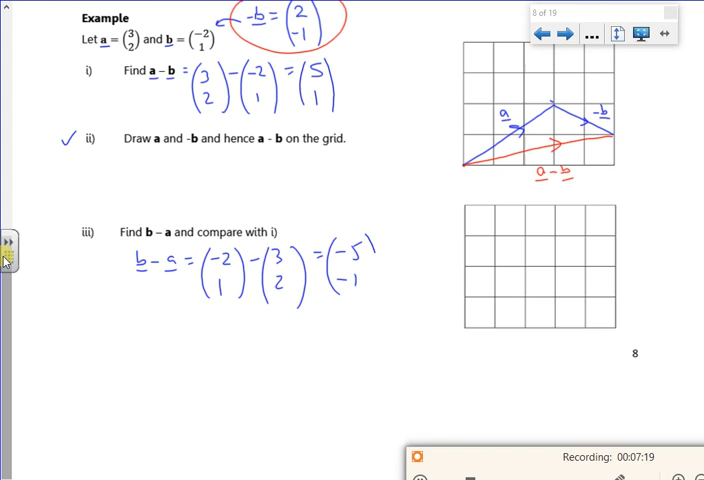 8 of 19
Example
-b = (2 -1)
Let a = (3 2) and b = (-2 1)
i) Find a - b = (3 2) - (-2 1) = (5 1)
a
-b
ii) Draw a and -b and hence a - b on the grid.
a - b
iii) Find b – a and compare with i)
b - a = (-2 1) - (3 2) = (-5 -1)
8
Recording: 00:07:19